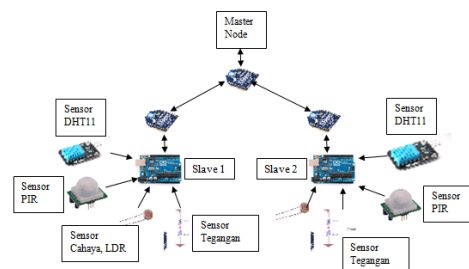 Master
Node
Sensor
DHT11
Sensor
DHT11
Slave 1
Slave 2
Sensor
PIR
Sensor
PIR
Sensor
Cahaya, LDR
Sensor
Tegangan
Sensor
Tegangan